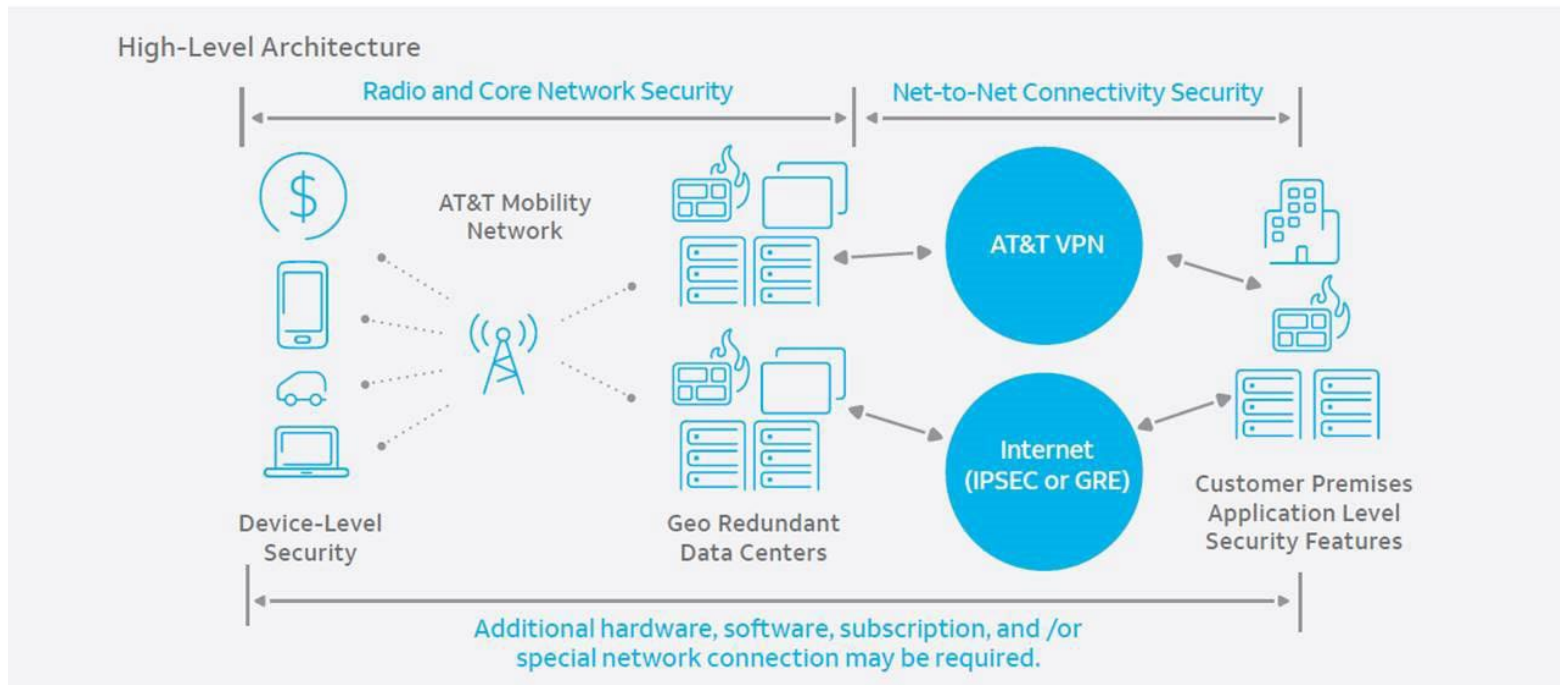 High-Level Architecture
Radio and Core Network Security
Net-to-Net Connectivity Security
$
AT&T Mobility
Network
AT&T VPN
Internet
(IPSEC or GRE)
Device-Level
Security
Geo Redundant
Data Centers
Customer Premises
Application Level
Security Features
Additional hardware, software, subscription, and /or
special network connection may be required.